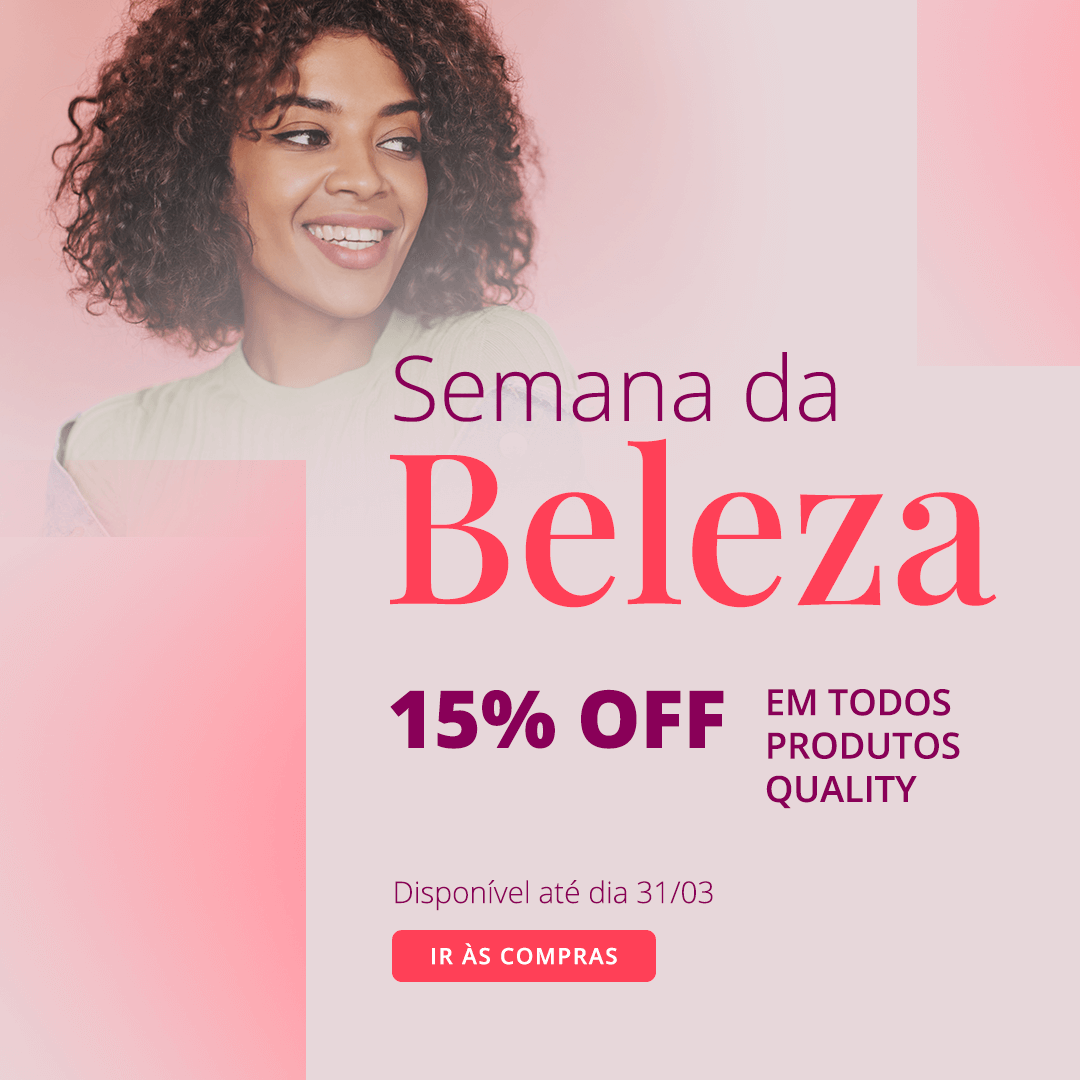 Semana da
Beleza
15% OFF
EM TODOS
PRODUTOS
QUALITY
Disponível até dia 31/03
IR ÀS COMPRAS